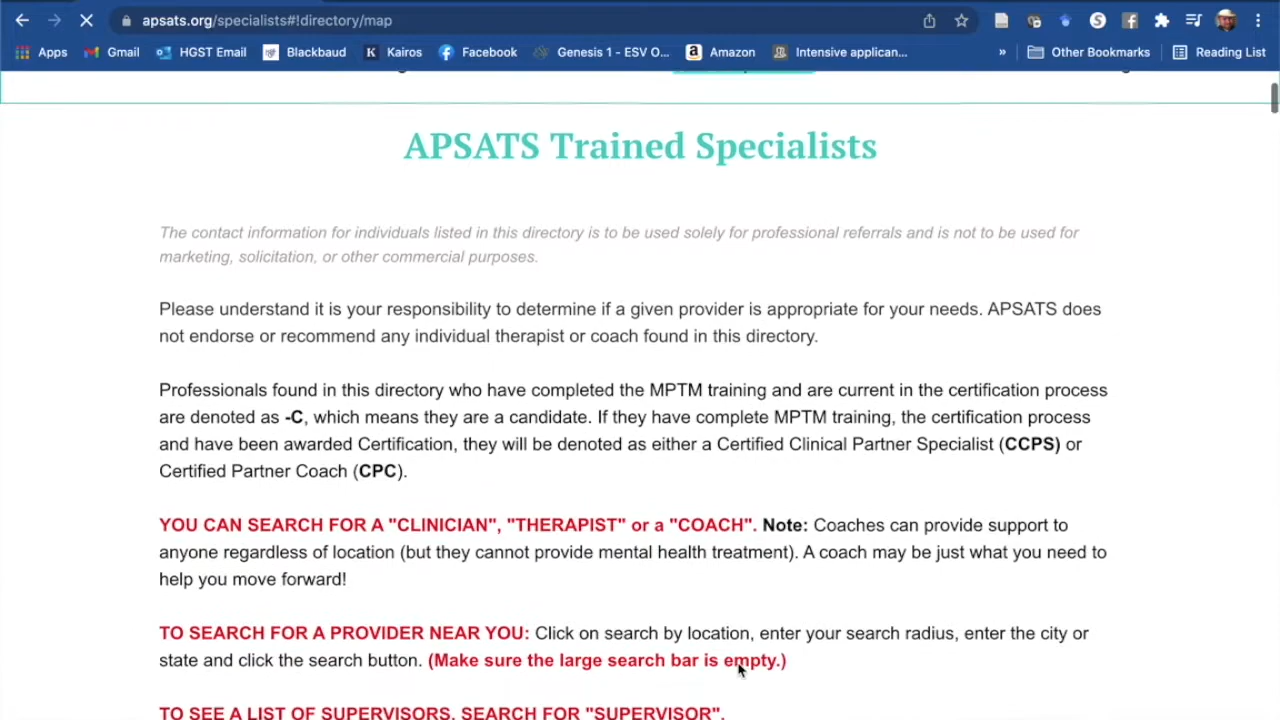 apsats.org/specialists#!directory/map
Apps Gmail HGST Email Blackbaud Kairos Facebook Genesis 1 - ESV O... Amazon Intensive applican... » Other Bookmarks Reading List
APSATS Trained Specialists
The contact information for individuals listed in this directory is to be used solely for professional referrals and is not to be used for
marketing, solicitation, or other commercial purposes.
Please understand it is your responsibility to determine if a given provider is appropriate for your needs. APSATS does
not endorse or recommend any individual therapist or coach found in this directory.
Professionals found in this directory who have completed the MPTM training and are current in the certification process
are denoted as -C, which means they are a candidate. If they have complete MPTM training, the certification process
and have been awarded Certification, they will be denoted as either a Certified Clinical Partner Specialist (CCPS) or
Certified Partner Coach (CPC).
YOU CAN SEARCH FOR A "CLINICIAN", "THERAPIST" or a "COACH". Note: Coaches can provide support to
anyone regardless of location (but they cannot provide mental health treatment). A coach may be just what you need to
help you move forward!
TO SEARCH FOR A PROVIDER NEAR YOU: Click on search by location, enter your search radius, enter the city or
state and click the search button. (Make sure the large search bar is empty.)
TO SEE A LIST OF SUPERVISORS, SEARCH FOR "SUPERVISOR".